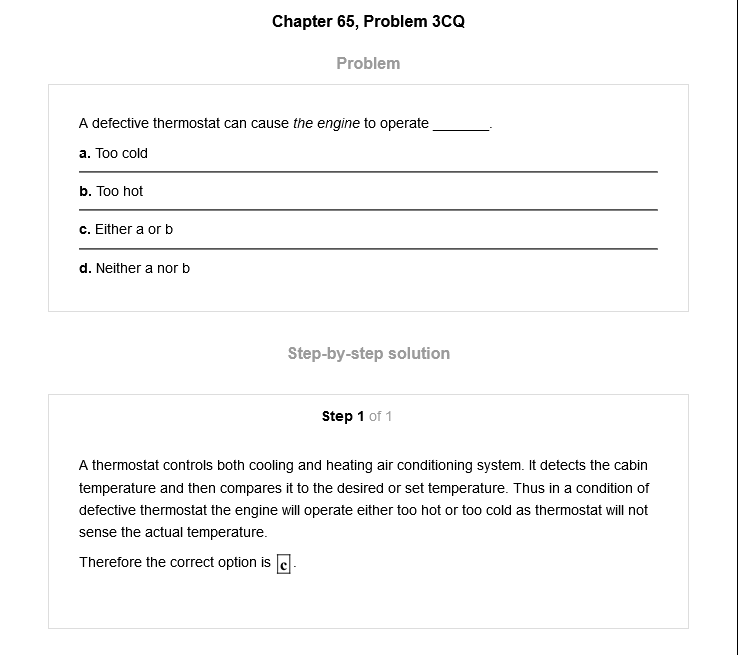 Chapter 65, Problem 3CQ
Problem
A defective thermostat can cause the engine to operate _______.
a. Too cold
b. Too hot
c. Either a or b
d. Neither a nor b
Step-by-step solution
Step 1 of 1
A thermostat controls both cooling and heating air conditioning system. It detects the cabin
temperature and then compares it to the desired or set temperature. Thus in a condition of
defective thermostat the engine will operate either too hot or too cold as thermostat will not
sense the actual temperature.
Therefore the correct option is c.